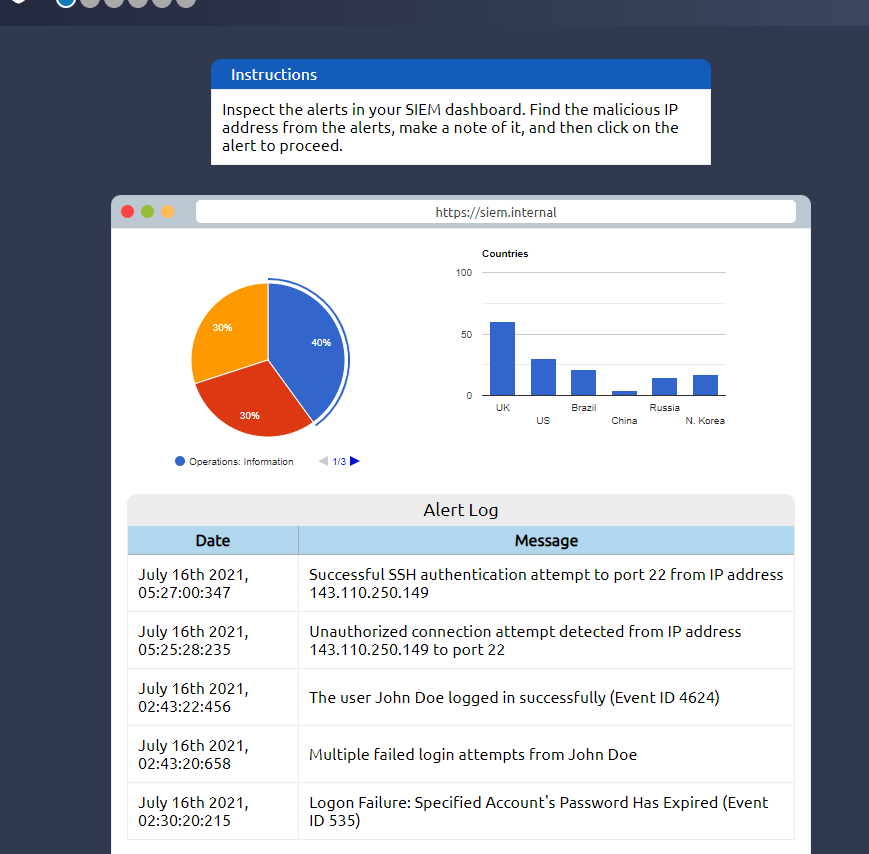 Instructions
Inspect the alerts in your SIEM dashboard. Find the malicious IP
address from the alerts, make a note of it, and then click on the
alert to proceed.
https://siem.internal
30%
40%
30%
Operations: Information
1/3
Countries
100
50
0
UK
US
Brazil
China
Russia
N. Korea
Alert Log
Date
Message
July 16th 2021,
05:27:00:347
Successful SSH authentication attempt to port 22 from IP address
143.110.250.149
July 16th 2021,
05:25:28:235
Unauthorized connection attempt detected from IP address
143.110.250.149 to port 22
July 16th 2021,
02:43:22:456
The user John Doe logged in successfully (Event ID 4624)
July 16th 2021,
02:43:20:658
Multiple failed login attempts from John Doe
July 16th 2021,
02:30:20:215
Logon Failure: Specified Account's Password Has Expired (Event
ID 535)